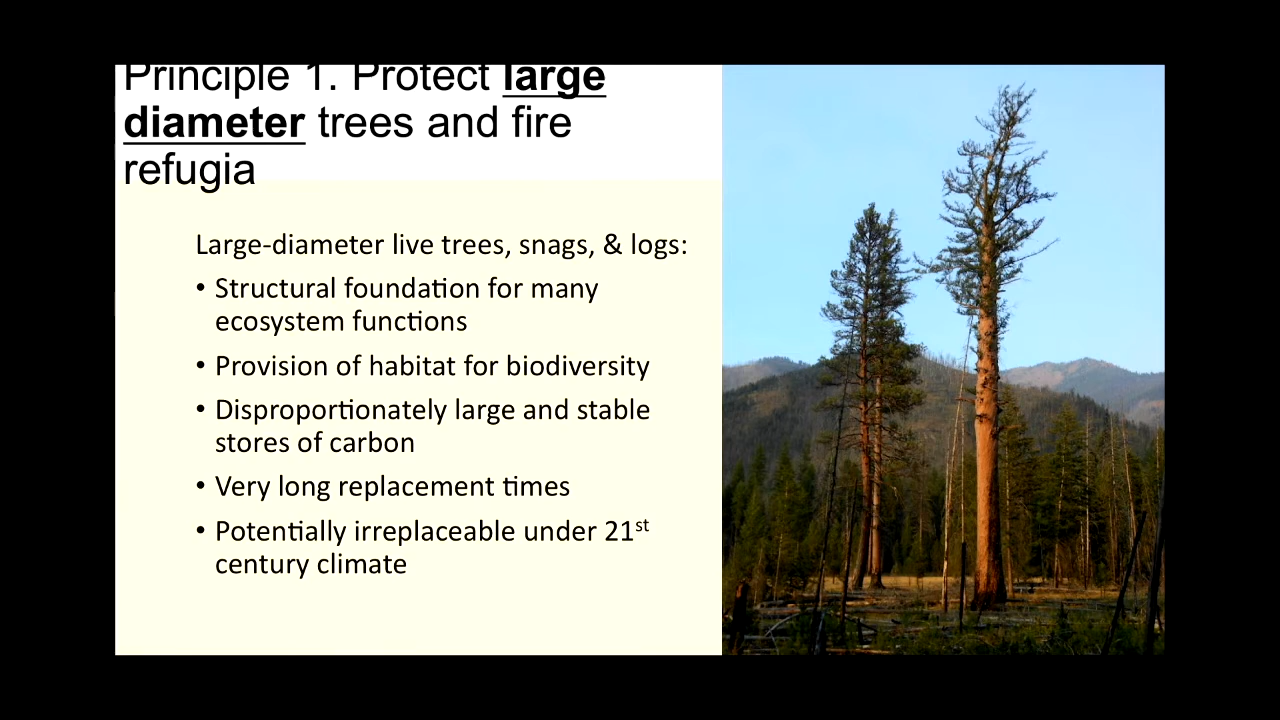 Principle 1. Protect large
diameter trees and fire
refugia
Large-diameter live trees, snags, & logs:
• Structural foundation for many
ecosystem functions
• Provision of habitat for biodiversity
• Disproportionately large and stable
stores of carbon
• Very long replacement times
• Potentially irreplaceable under 21st
century climate